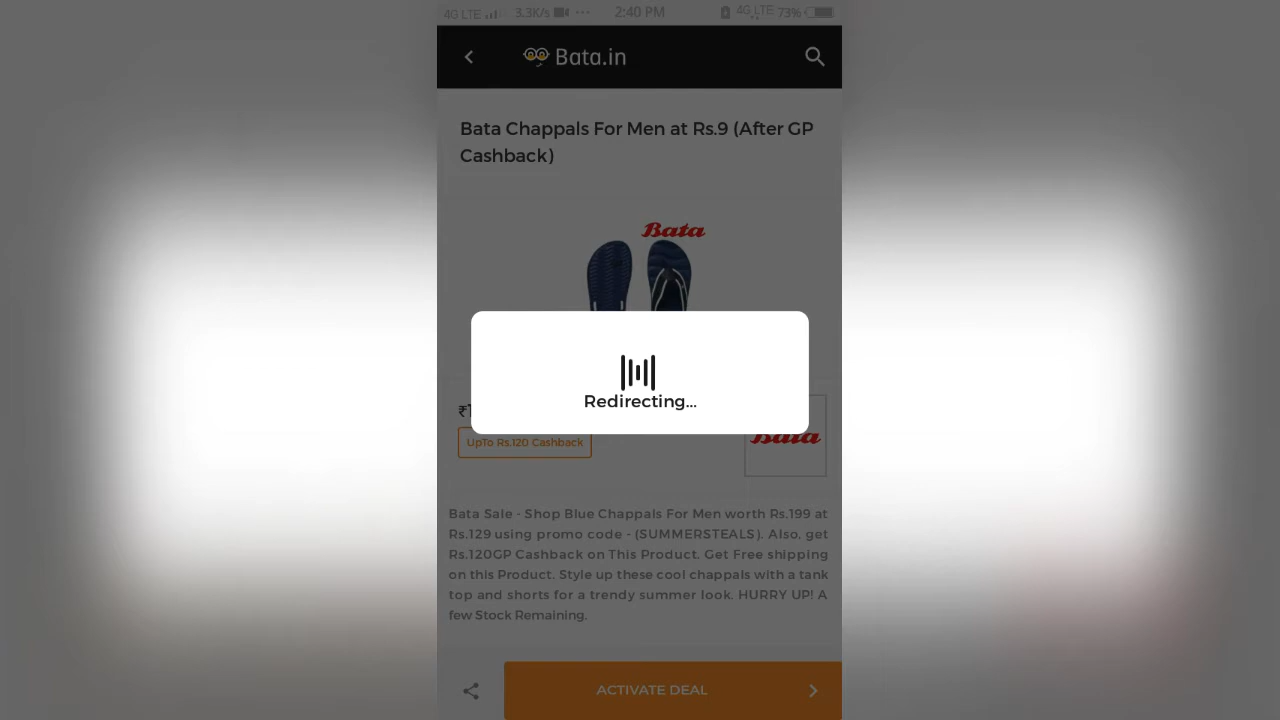 4G LTE 3.3K/s ... 2:40 PM 4G LTE 73%
Bata.in
Bata Chappals For Men at Rs.9 (After GP
Cashback)
Bata
Redirecting...
₹1
UpTo Rs.120 Cashback
Bata
Bata Sale - Shop Blue Chappals For Men worth Rs.199 at
Rs.129 using promo code - (SUMMERSTEALS). Also, get
Rs.120GP Cashback on This Product. Get Free shipping
on this Product. Style up these cool chappals with a tank
top and shorts for a trendy summer look. HURRY UP! A
few Stock Remaining.
ACTIVATE DEAL